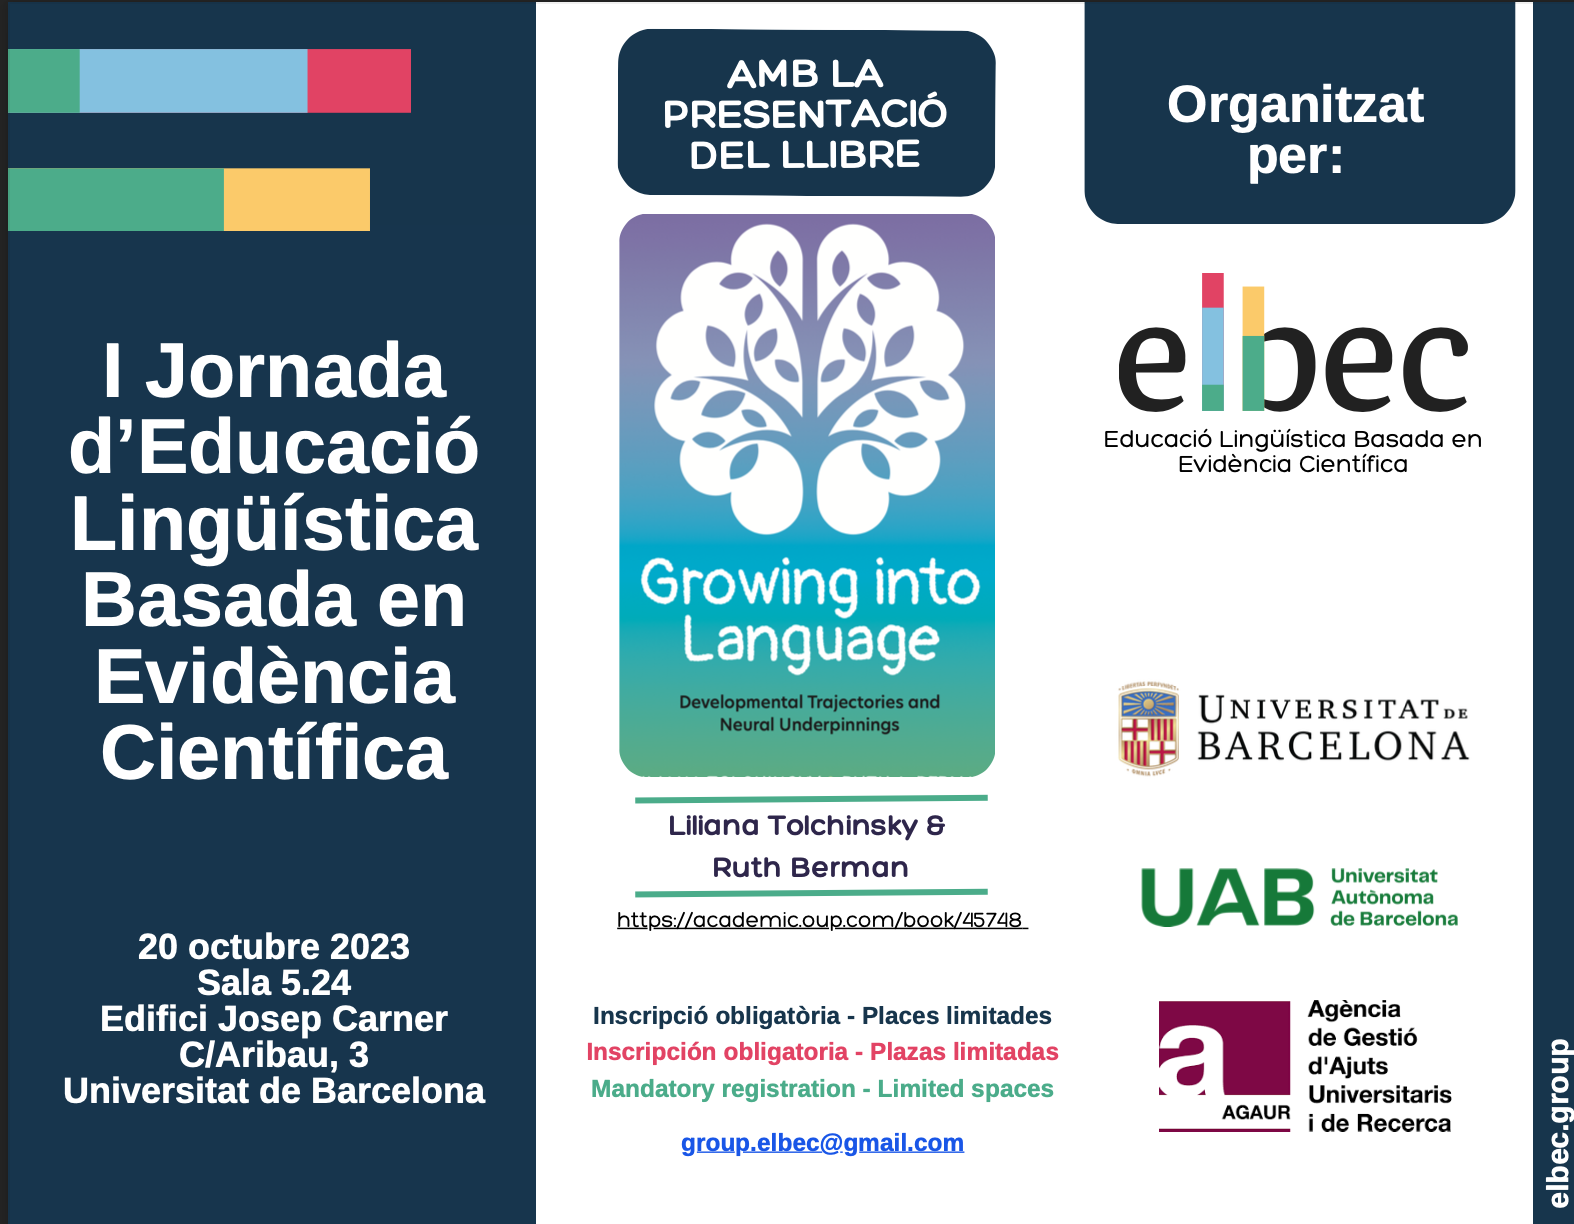 I Jornada
d’Educació
Lingüística
Basada en
Evidència
Científica
20 octubre 2023
Sala 5.24
Edifici Josep Carner
C/Aribau, 3
Universitat de Barcelona
AMB LA
PRESENTACIÓ
DEL LLIBRE
Growing into
Language
Developmental Trajectories and
Neural Underpinnings
Liliana Tolchinsky &
Ruth Berman
https://academic.oup.com/book/45748
Inscripció obligatòria - Places limitades
Inscripción obligatoria - Plazas limitadas
Mandatory registration - Limited spaces
group.elbec@gmail.com
Organitzat
per:
elbec
Educació Lingüística Basada en
Evidència Científica
UNIVERSITAT DE
BARCELONA
UAB
Universitat
Autònoma
de Barcelona
a
AGAUR
Agència
de Gestió
d'Ajuts
Universitaris
i de Recerca
elbec.group